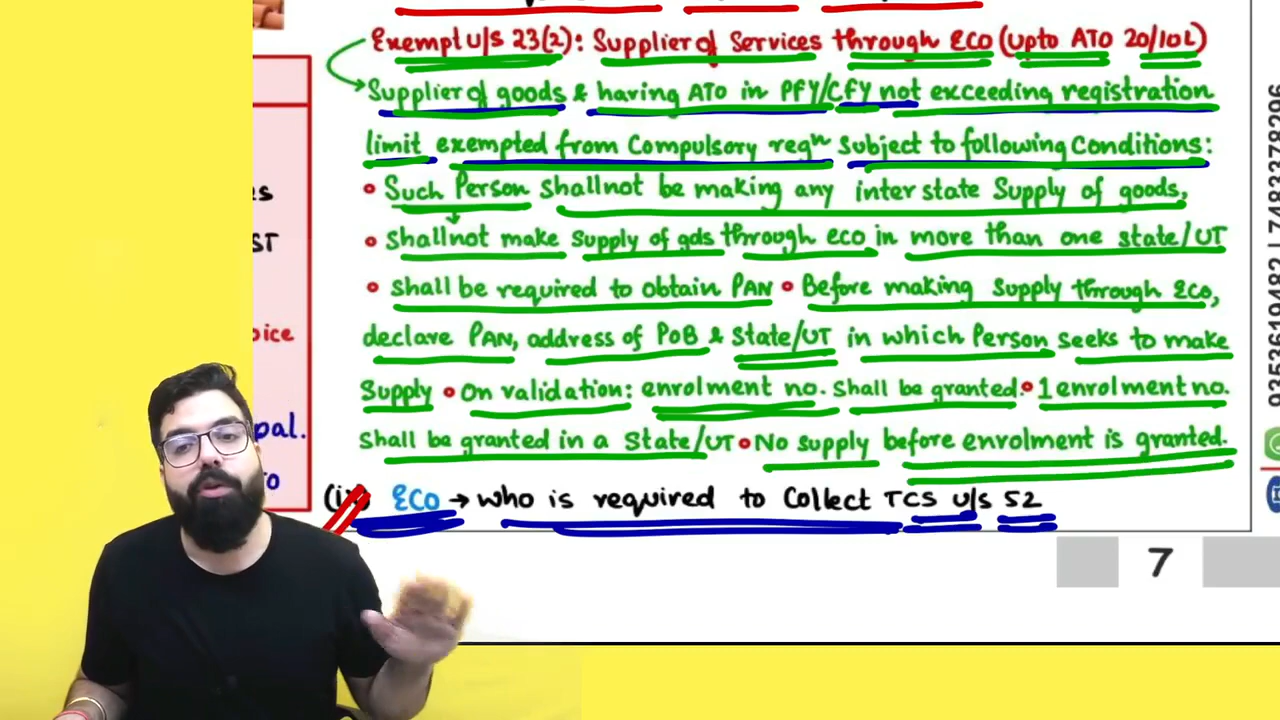 Exempt u/s 23(2): Supplier of Services through ECO (upto ATO 20/10L)
Supplier of goods & having ATO in PFY/CFY not exceeding registration
limit exempted from Compulsory regn Subject to following Conditions:
• Such Person shall not be making any inter state Supply of goods,
• shall not make supply of gds through eco in more than one state/UT
• shall be required to obtain PAN • Before making supply through Eco,
declare PAN, address of PoB & State/UT in which Person seeks to make
Supply • On validation: enrolment no. shall be granted. • 1 enrolment no.
shall be granted in a State/UT • No supply before enrolment is granted.
ECO → who is required to Collect TCS u/s 52
es
ST
oice
pal.
TO
7